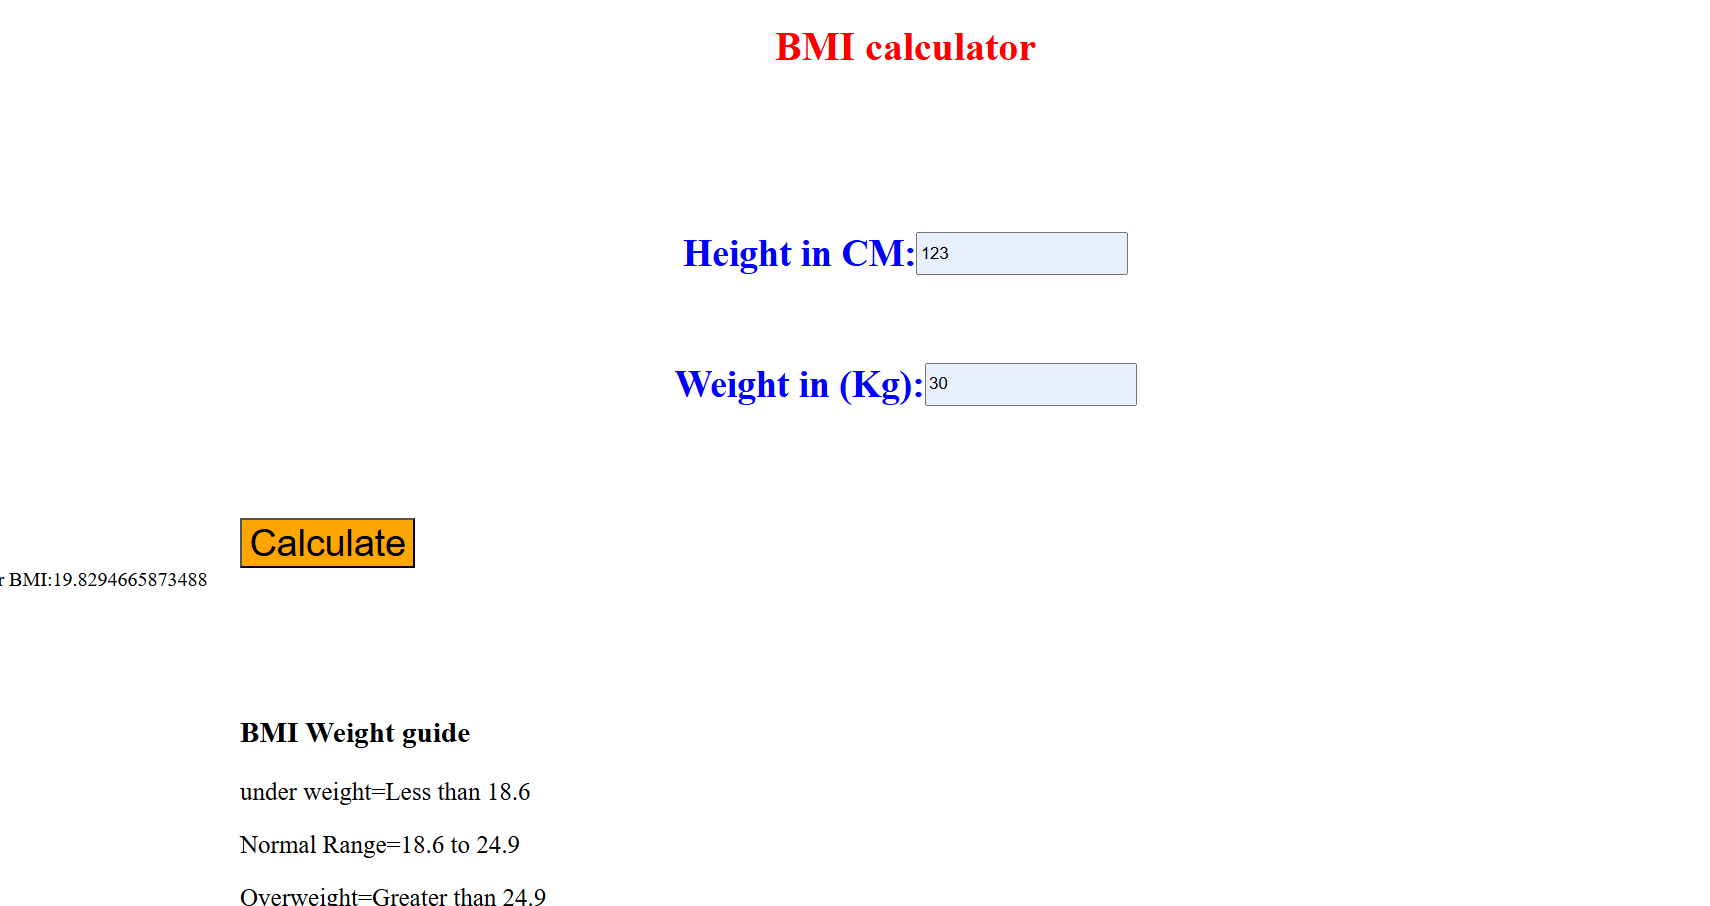 BMI calculator
Height in CM:123
Weight in (Kg):30
Calculate
r BMI:19.8294665873488
BMI Weight guide
under weight=Less than 18.6
Normal Range=18.6 to 24.9
Overweight=Greater than 24.9